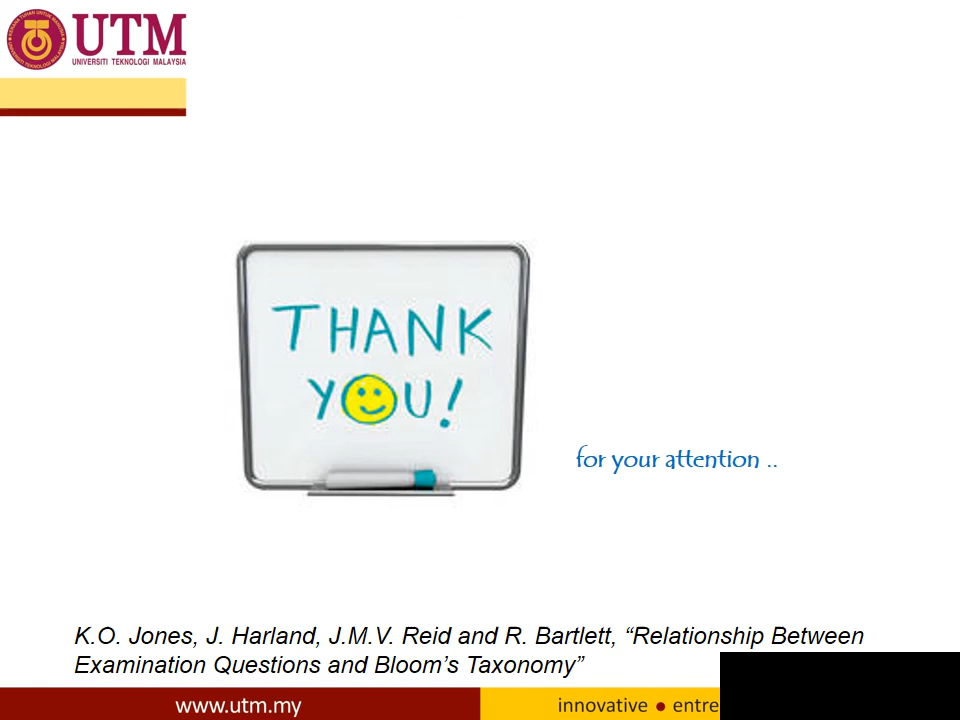 UTM
UNIVERSITI TEKNOLOGI MALAYSIA
THANK
YOU!
for your attention ..
K.O. Jones, J. Harland, J.M.V. Reid and R. Bartlett, “Relationship Between
Examination Questions and Bloom’s Taxonomy”
www.utm.my
innovative ● entre